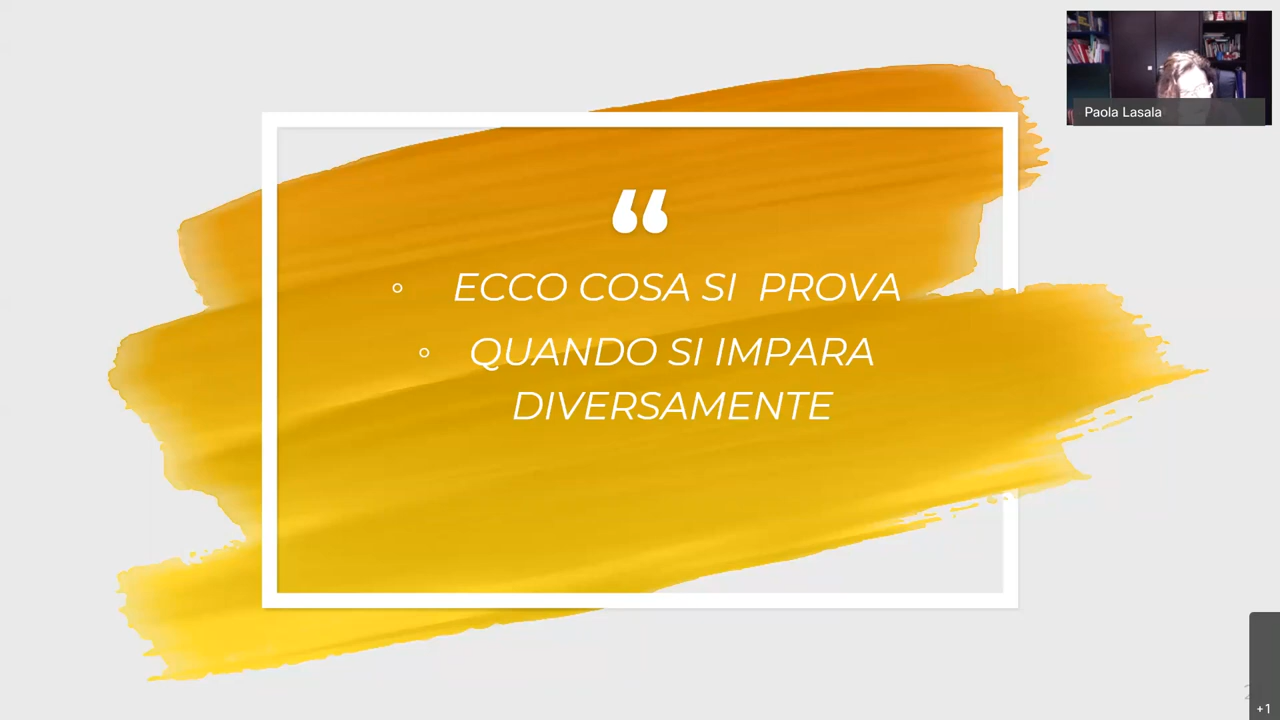 Paola Lasala
“
ECCO COSA SI PROVA
QUANDO SI IMPARA
DIVERSAMENTE
+1